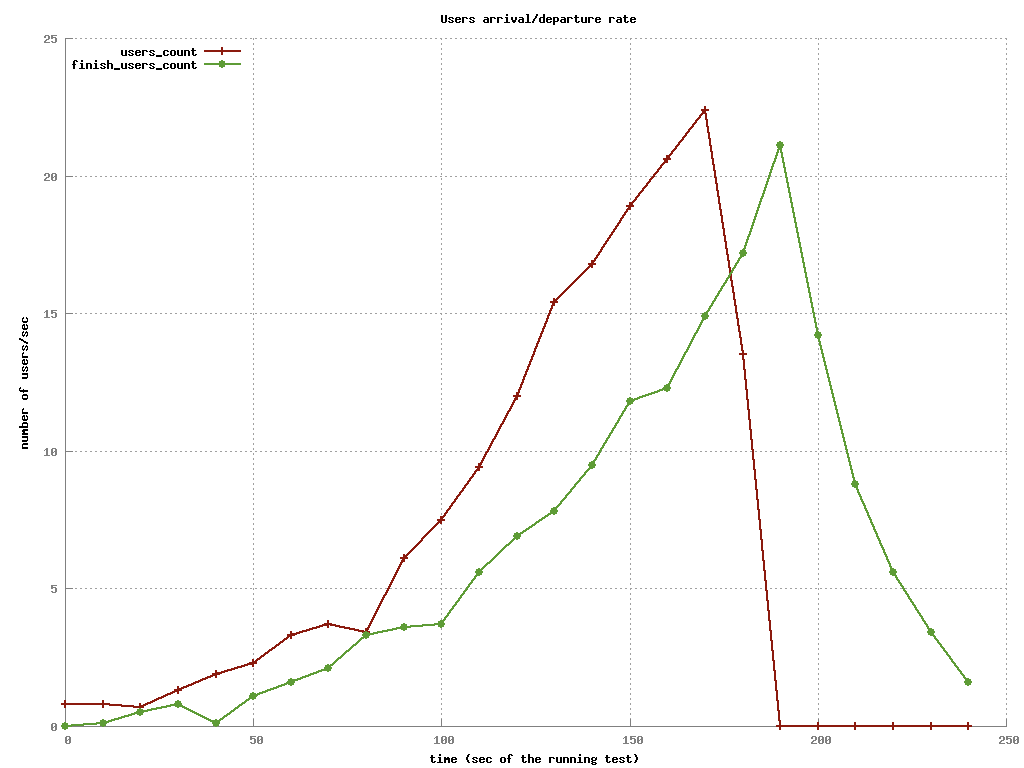 Users arrival/departure rate
25
users_count
finish_users_count
20
15
number of users/sec
10
5
0
0 50 100 150 200 250
time (sec of the running test)